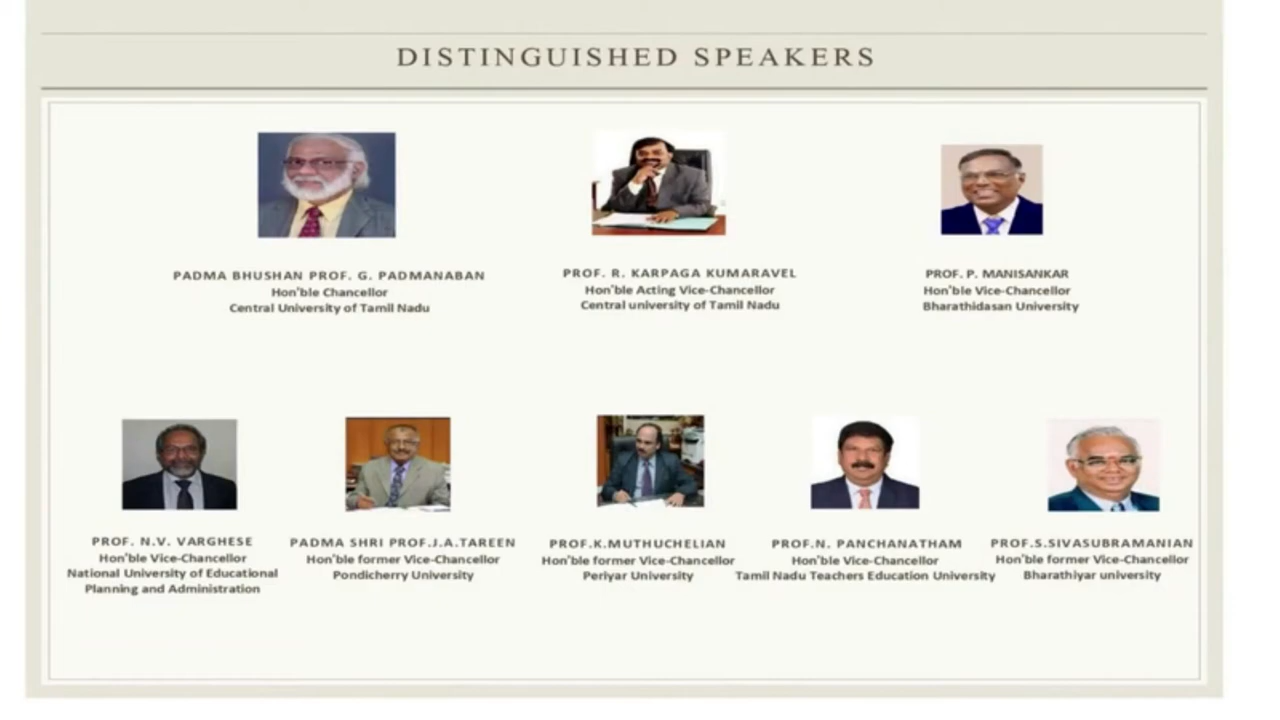 DISTINGUISHED SPEAKERS
PADMA BHUSHAN PROF. G. PADMANABAN
Hon'ble Chancellor
Central University of Tamil Nadu
PROF. R. KARPAGA KUMARAVEL
Hon'ble Acting Vice-Chancellor
Central university of Tamil Nadu
PROF. P. MANISANKAR
Hon'ble Vice-Chancellor
Bharathidasan University
PROF. N.V. VARGHESE
Hon'ble Vice-Chancellor
National University of Educational
Planning and Administration
PADMA SHRI PROF.J.A.TAREEN
Hon'ble former Vice-Chancellor
Pondicherry University
PROF.K.MUTHUCHELIAN
Hon'ble former Vice-Chancellor
Periyar University
PROF.N. PANCHANATHAM
Hon'ble Vice-Chancellor
Tamil Nadu Teachers Education University
PROF.S.SIVASUBRAMANIAN
Hon'ble former Vice-Chancellor
Bharathiyar university